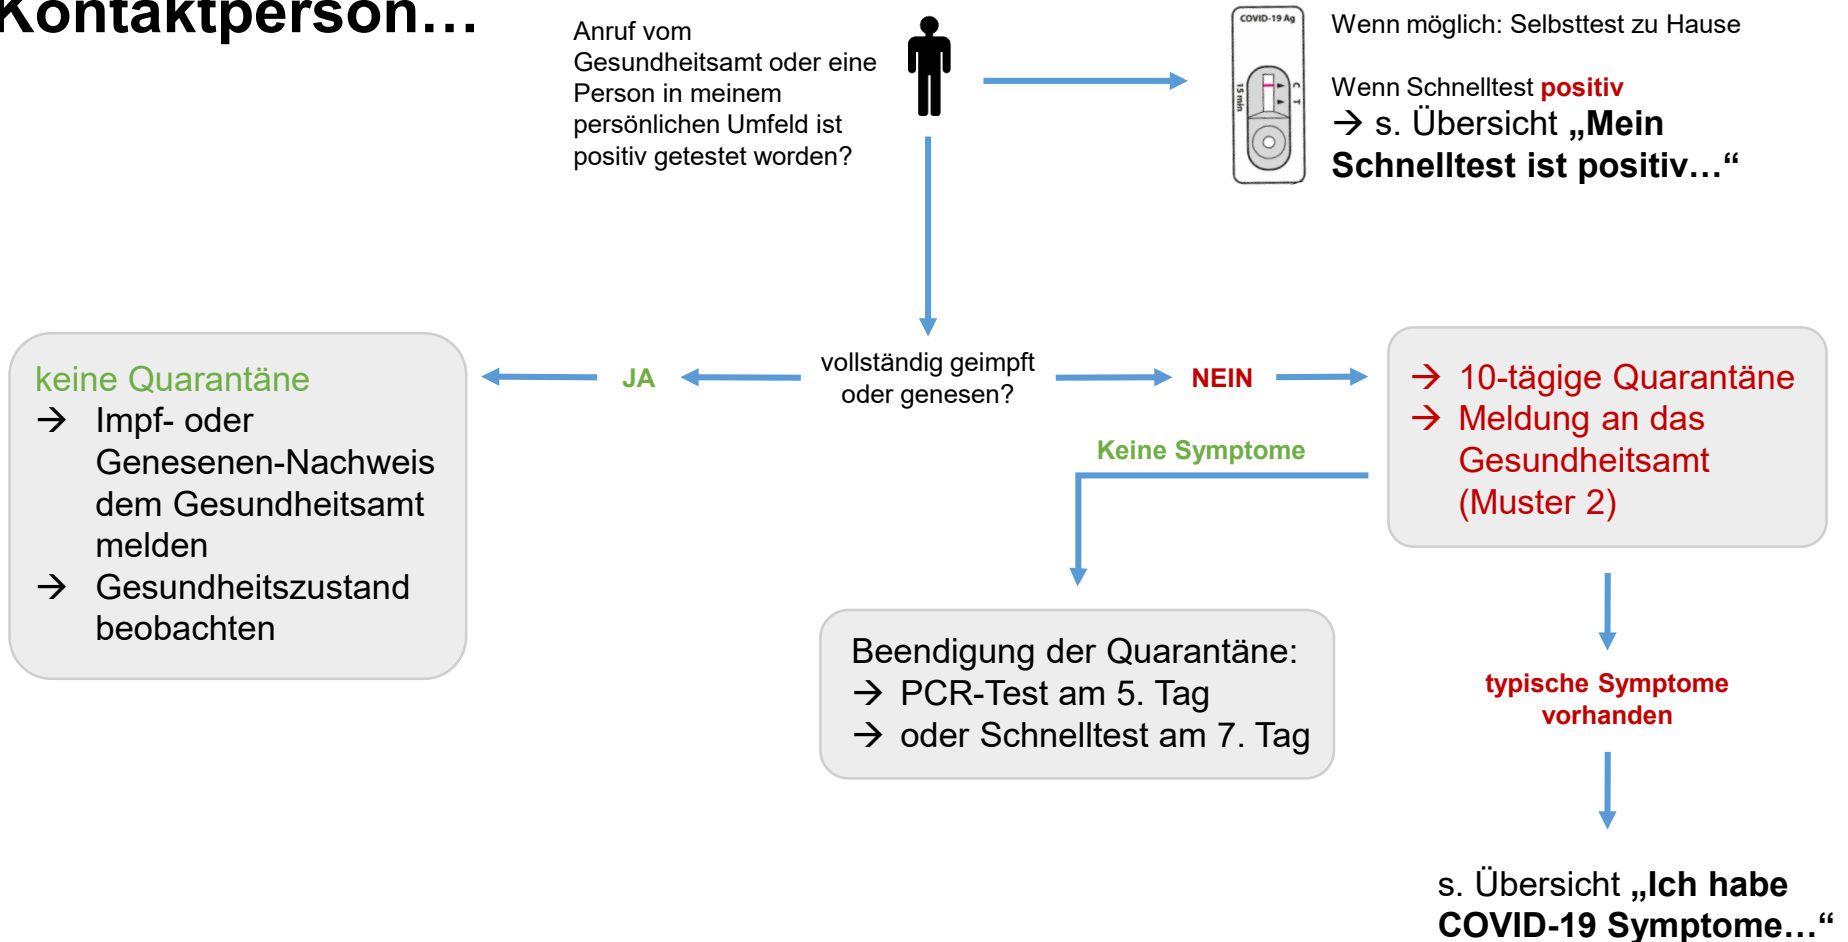 Kontaktperson…
Anruf vom
Gesundheitsamt oder eine
Person in meinem
persönlichen Umfeld ist
positiv getestet worden?
COVID-19 Ag
15 min
C T
Wenn möglich: Selbsttest zu Hause
Wenn Schnelltest positiv
→ s. Übersicht „Mein
Schnelltest ist positiv…“
vollständig geimpft
oder genesen?
JA
NEIN
keine Quarantäne
→ Impf- oder
Genesenen-Nachweis
dem Gesundheitsamt
melden
→ Gesundheitszustand
beobachten
→ 10-tägige Quarantäne
→ Meldung an das
Gesundheitsamt
(Muster 2)
Keine Symptome
Beendigung der Quarantäne:
→ PCR-Test am 5. Tag
→ oder Schnelltest am 7. Tag
typische Symptome
vorhanden
s. Übersicht „Ich habe
COVID-19 Symptome…“